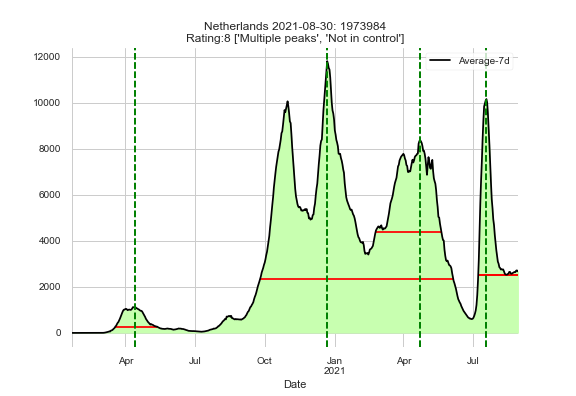 Netherlands 2021-08-30: 1973984
Rating:8 ['Multiple peaks', 'Not in control']
Average-7d
12000
10000
8000
6000
4000
2000
0
Apr Jul Oct Jan Apr Jul
2021
Date